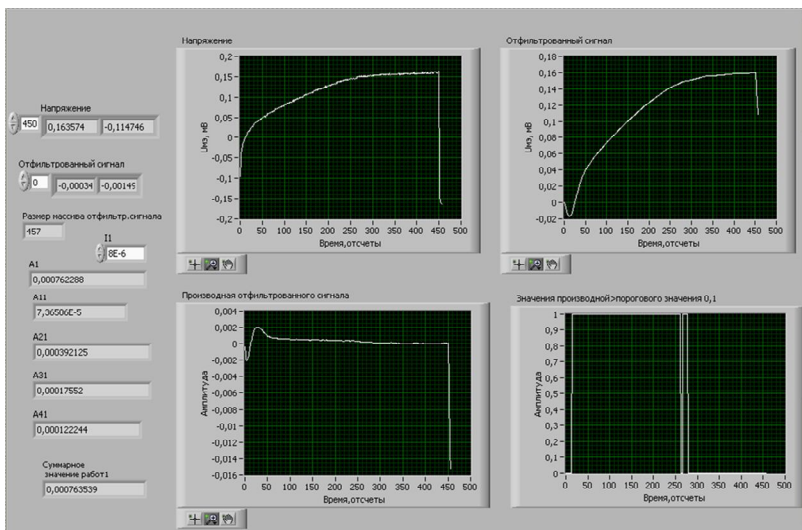 Напряжение
450 0,163574 -0,114746
Отфильтрованный сигнал
0 -0,00034 -0,00145
Размер массива отфильтр.сигнала
457
I1
8E-6
A1
0,000762288
A11
7,36506E-5
A21
0,000392125
A31
0,00017552
A41
0,000122244
Суммарное
значение работ1
0,000763539
Напряжение
Uмэ, мВ
0,2
0,15
0,1
0,05
0
-0,05
-0,1
-0,15
-0,2
0 50 100 150 200 250 300 350 400 450 500
Время,отсчеты
Отфильтрованный сигнал
Uмэ, мВ
0,18
0,16
0,14
0,12
0,1
0,08
0,06
0,04
0,02
0
-0,02
0 50 100 150 200 250 300 350 400 450 500
Время,отсчеты
Производная отфильтрованного сигнала
Амплитуда
0,004
0,002
0
-0,002
-0,004
-0,006
-0,008
-0,01
-0,012
-0,014
-0,016
0 50 100 150 200 250 300 350 400 450 500
Время,отсчеты
Значения производной>порогового значения 0,1
Амплитуда
1
0,9
0,8
0,7
0,6
0,5
0,4
0,3
0,2
0,1
0
0 50 100 150 200 250 300 350 400 450 500
Время,отсчеты